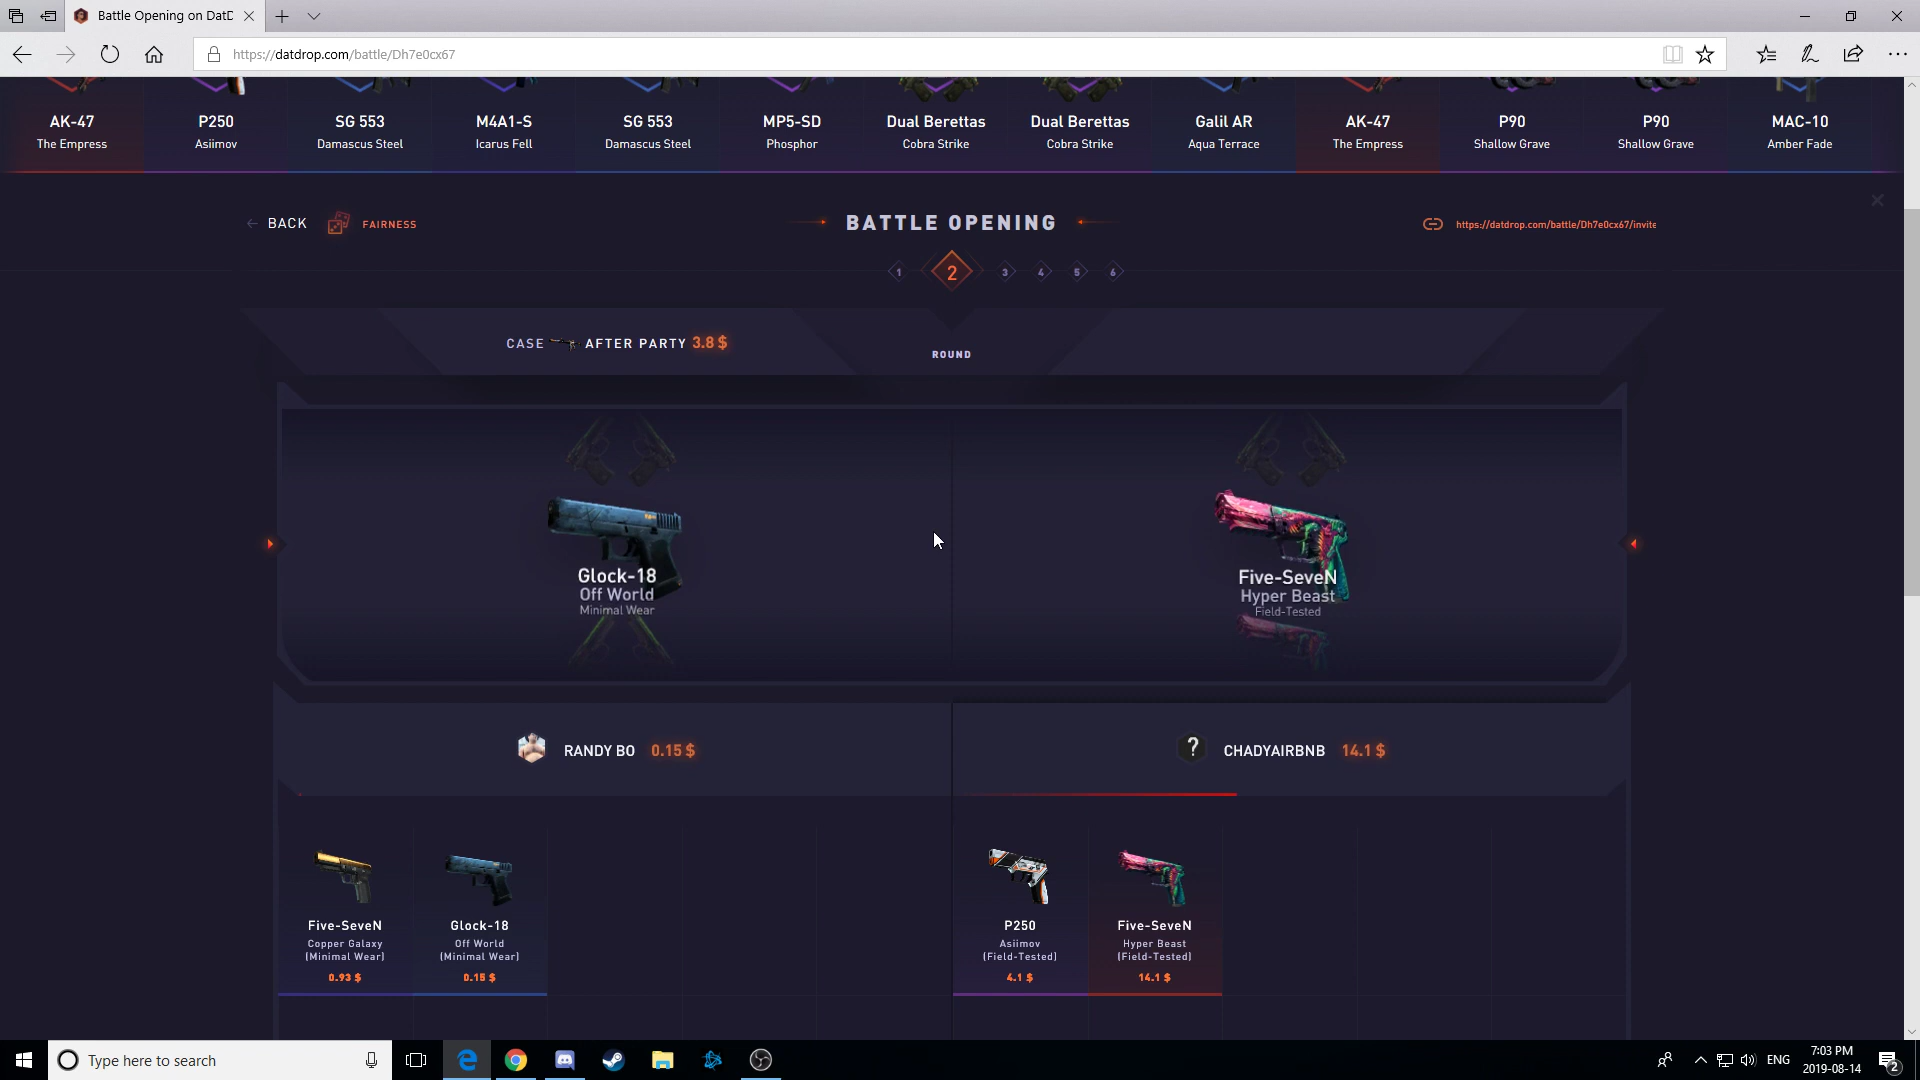 Battle Opening on DatD
https://datdrop.com/battle/Dh7e0cx67
AK-47
The Empress
P250
Asiimov
SG 553
Damascus Steel
M4A1-S
Icarus Fell
SG 553
Damascus Steel
MP5-SD
Phosphor
Dual Berettas
Cobra Strike
Dual Berettas
Cobra Strike
Galil AR
Aqua Terrace
AK-47
The Empress
P90
Shallow Grave
P90
Shallow Grave
MAC-10
Amber Fade
BACK
FAIRNESS
BATTLE OPENING
https://datdrop.com/battle/Dh7e0cx67/invite
1 2 3 4 5 6
CASE AFTER PARTY 3.8 $
ROUND
Glock-18
Off World
Minimal Wear
Five-SeveN
Hyper Beast
Field-Tested
RANDY BO 0.15 $
CHADYAIRBNB 14.1 $
Five-SeveN
Copper Galaxy
(Minimal Wear)
0.93 $
Glock-18
Off World
(Minimal Wear)
0.15 $
P250
Asiimov
(Field-Tested)
4.1 $
Five-SeveN
Hyper Beast
(Field-Tested)
14.1 $
Type here to search
ENG
7:03 PM
2019-08-14
2